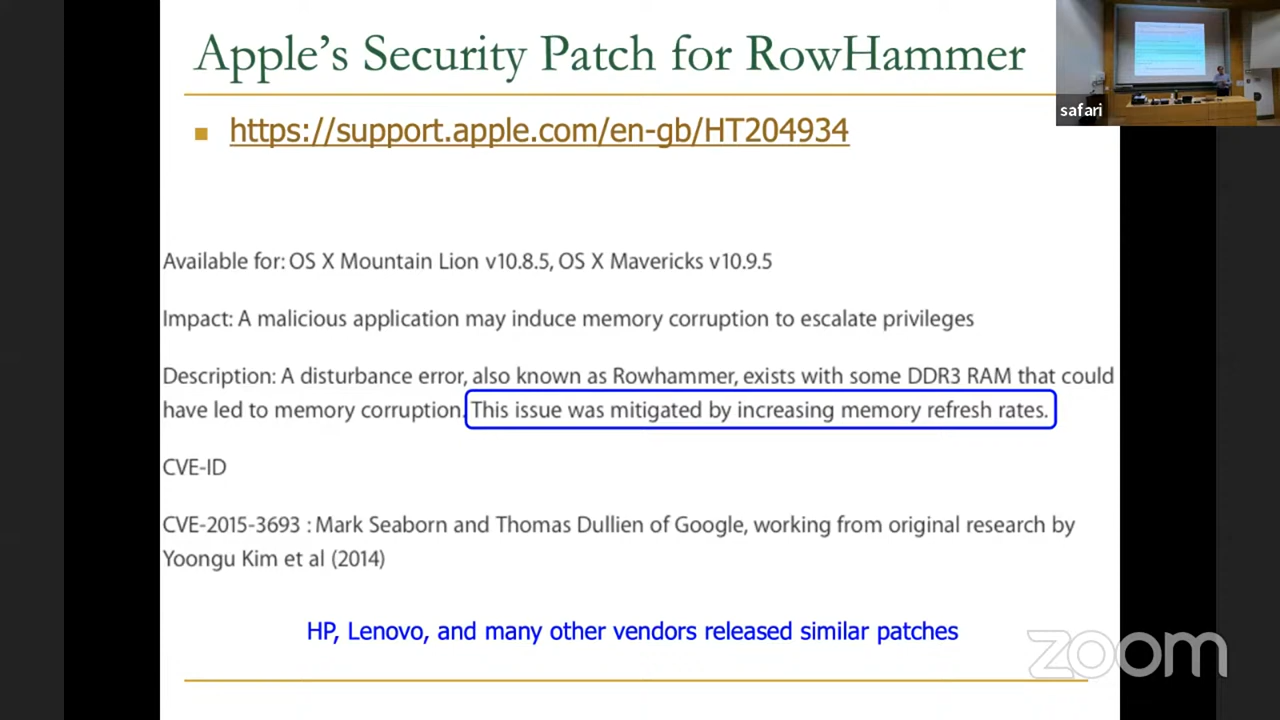 Apple's Security Patch for RowHammer
safari
https://support.apple.com/en-gb/HT204934
Available for: OS X Mountain Lion v10.8.5, OS X Mavericks v10.9.5
Impact: A malicious application may induce memory corruption to escalate privileges
Description: A disturbance error, also known as Rowhammer, exists with some DDR3 RAM that could
have led to memory corruption. This issue was mitigated by increasing memory refresh rates.
CVE-ID
CVE-2015-3693 : Mark Seaborn and Thomas Dullien of Google, working from original research by
Yoongu Kim et al (2014)
HP, Lenovo, and many other vendors released similar patches
zoom